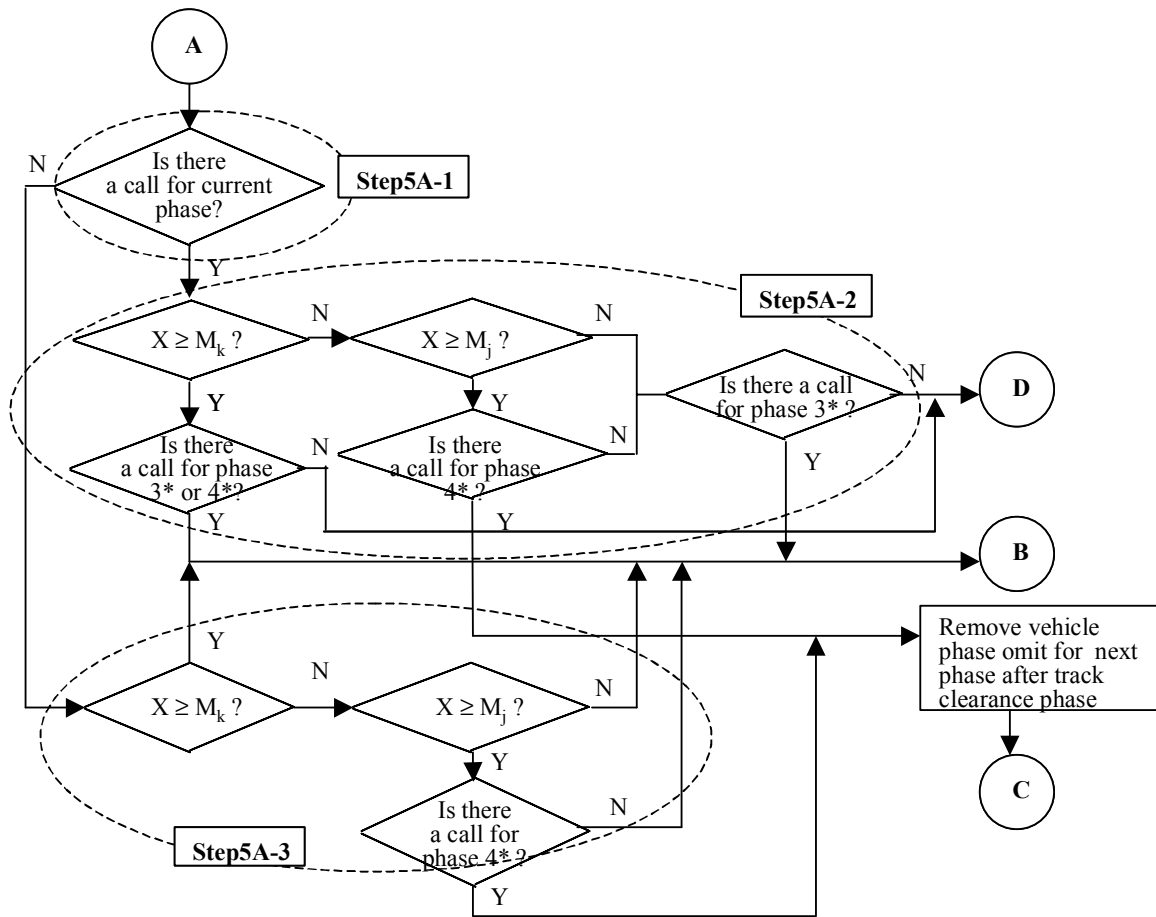 A
N
Is there
a call for current
phase?
Step5A-1
Y
Step5A-2
X ≥ Mk ?
N
X ≥ Mj ?
N
Y
Y
Is there a call
for phase 3* ?
N
D
Is there
a call for phase
3* or 4*?
N
Is there
a call for phase
4* ?
N
Y
Y
Y
B
Y
X ≥ Mk ?
N
X ≥ Mj ?
N
Remove vehicle
phase omit for next
phase after track
clearance phase
Y
Is there
a call for
phase 4* ?
N
C
Step5A-3
Y